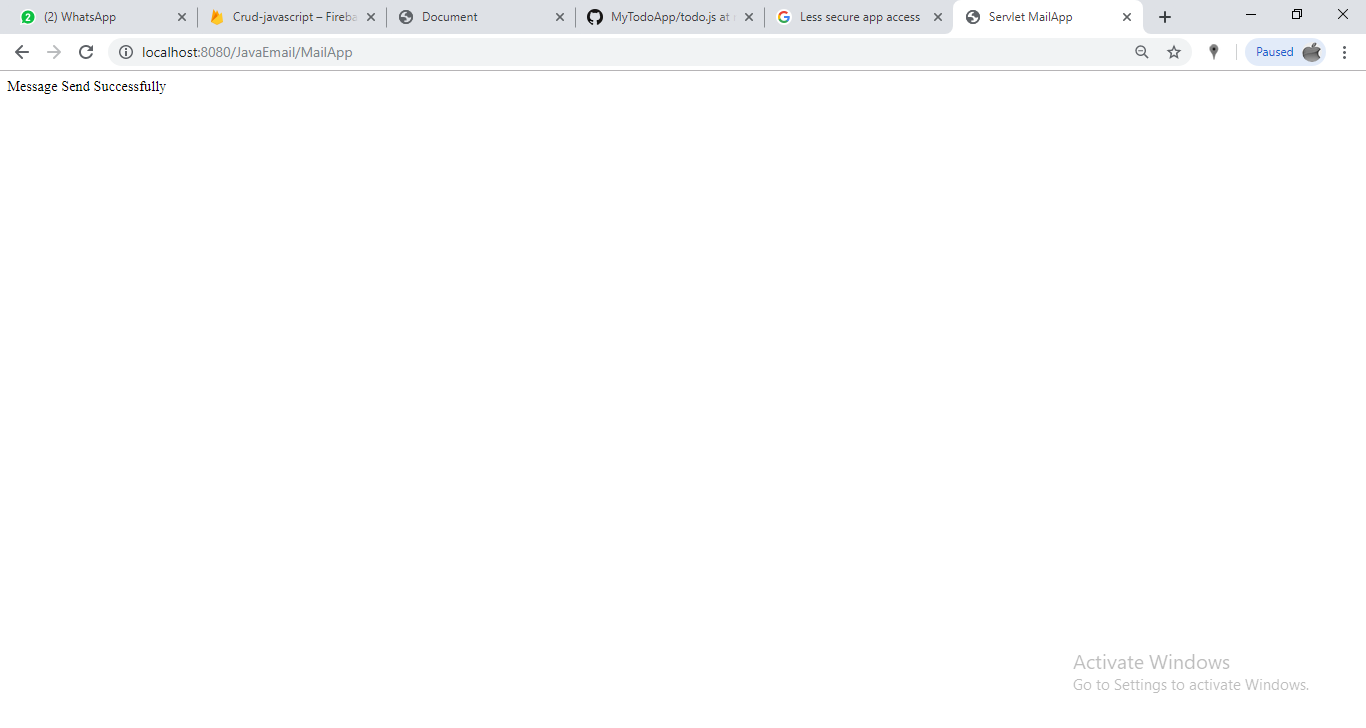 2 (2) WhatsApp
Crud-javascript – Fireba
Document
MyTodoApp/todo.js at
Less secure app access
Servlet MailApp
localhost:8080/JavaEmail/MailApp
Paused
Message Send Successfully
Activate Windows
Go to Settings to activate Windows.